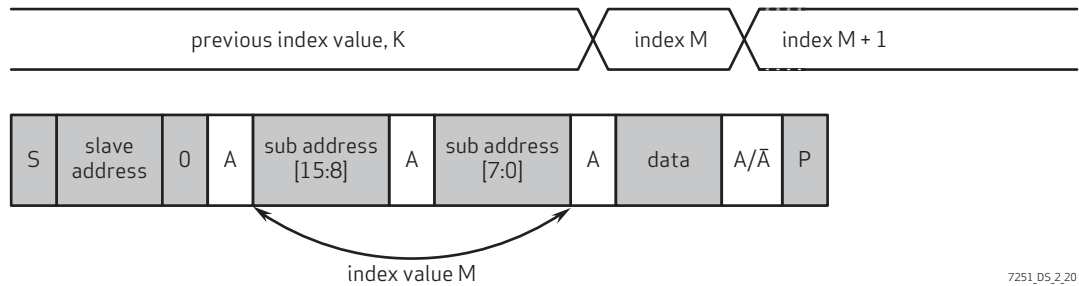 previous index value, K index M index M + 1
S slave address 0 A sub address [15:8] A sub address [7:0] A data A/Ā P
index value M
7251_DS_2_20